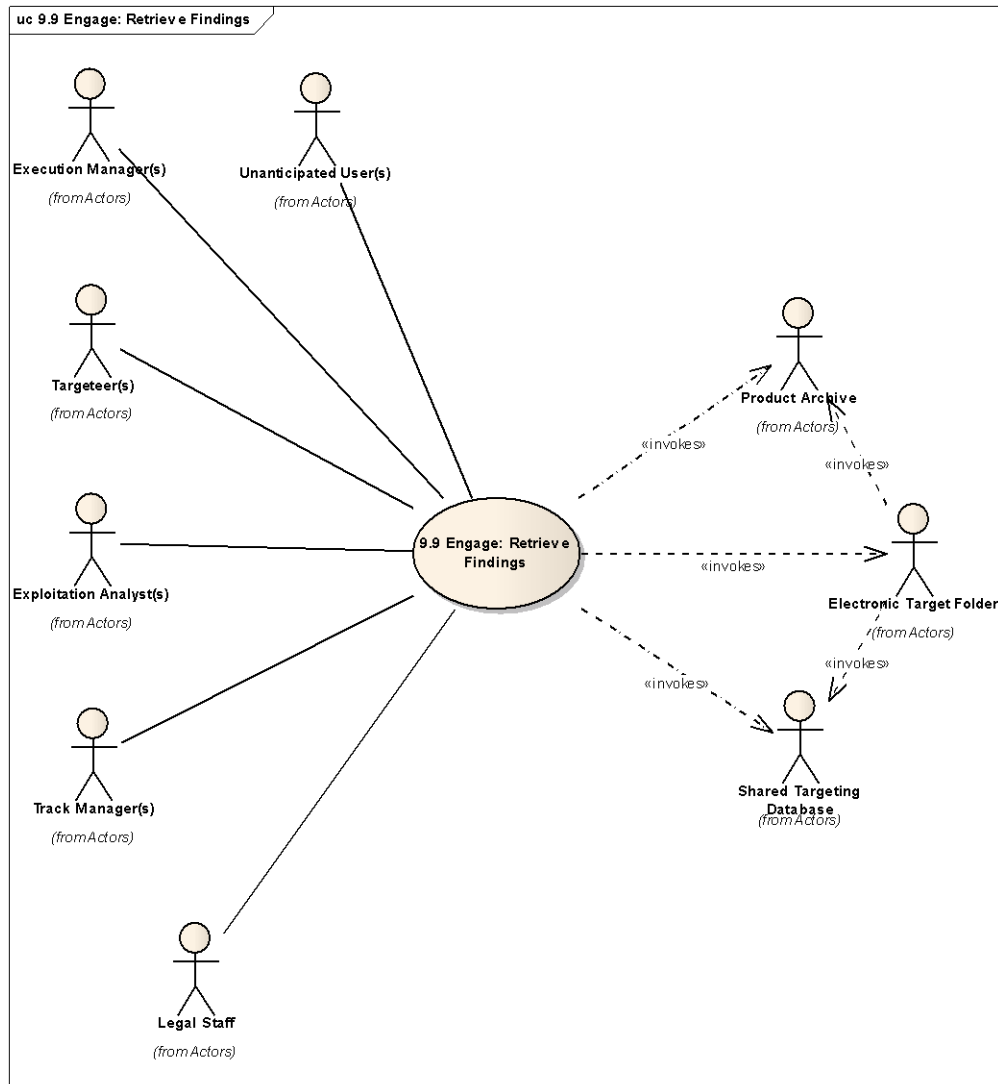 uc 9.9 Engage: Retrieve Findings
Execution Manager(s)
(from Actors)
Unanticipated User(s)
(from Actors)
Targeteer(s)
(from Actors)
Product Archive
(from Actors)
«invokes»
«invokes»
Exploitation Analyst(s)
(from Actors)
9.9 Engage: Retrieve
Findings
«invokes»
Electronic Target Folder
(from Actors)
«invokes»
«invokes»
Track Manager(s)
(from Actors)
Shared Targeting
Database
(from Actors)
Legal Staff
(from Actors)